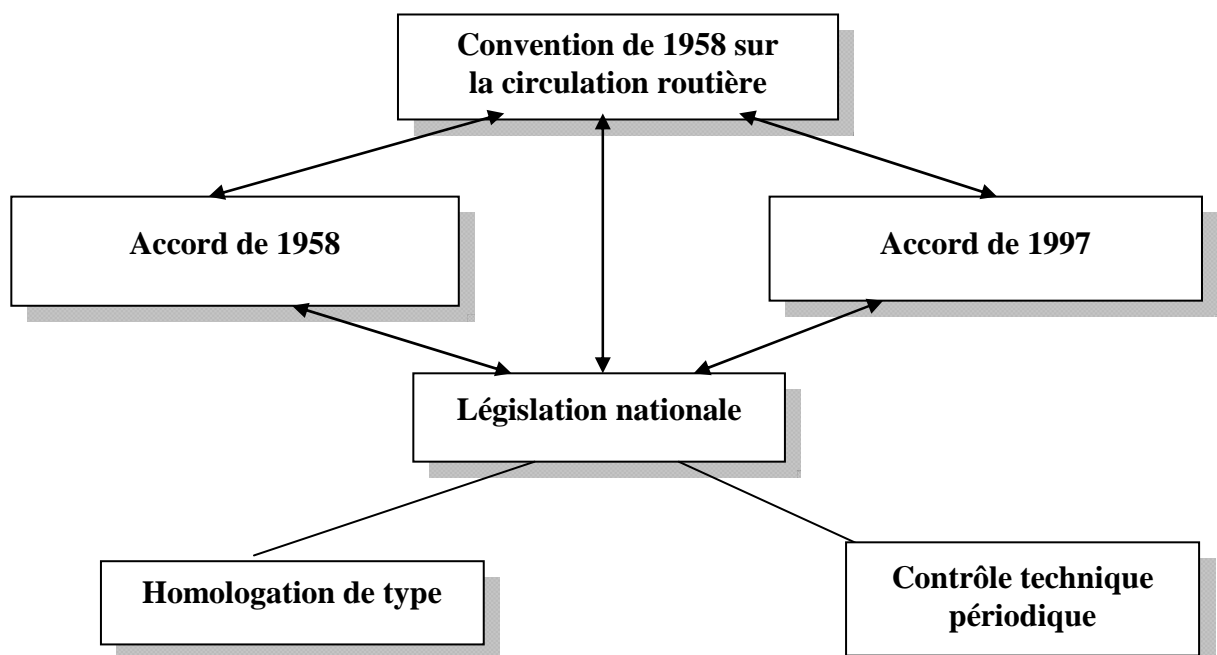 Convention de 1958 sur
la circulation routière
Accord de 1958
Accord de 1997
Législation nationale
Homologation de type
Contrôle technique
périodique